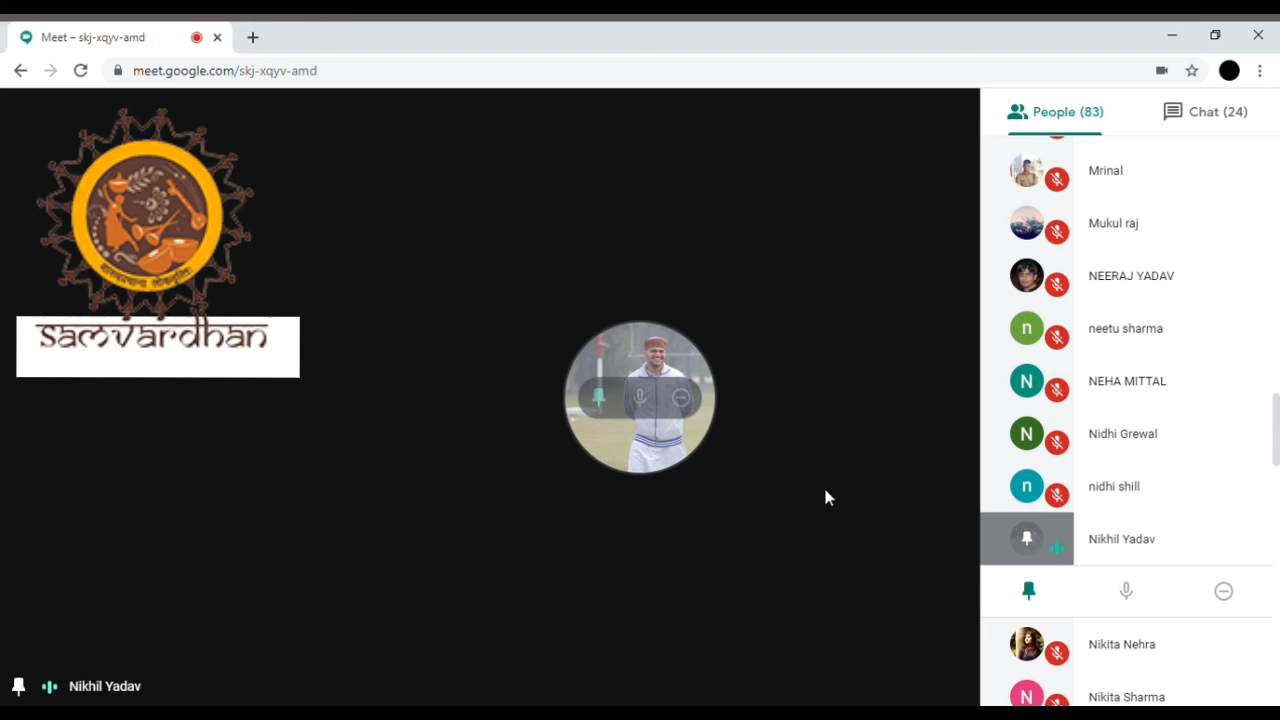 Meet – skj-xqyv-amd
meet.google.com/skj-xqyv-amd
People (83)
Chat (24)
Mrinal
Mukul raj
NEERAJ YADAV
n
neetu sharma
N
NEHA MITTAL
N
Nidhi Grewal
n
nidhi shill
Nikhil Yadav
Nikita Nehra
N
Nikita Sharma
Samvardhan
Nikhil Yadav